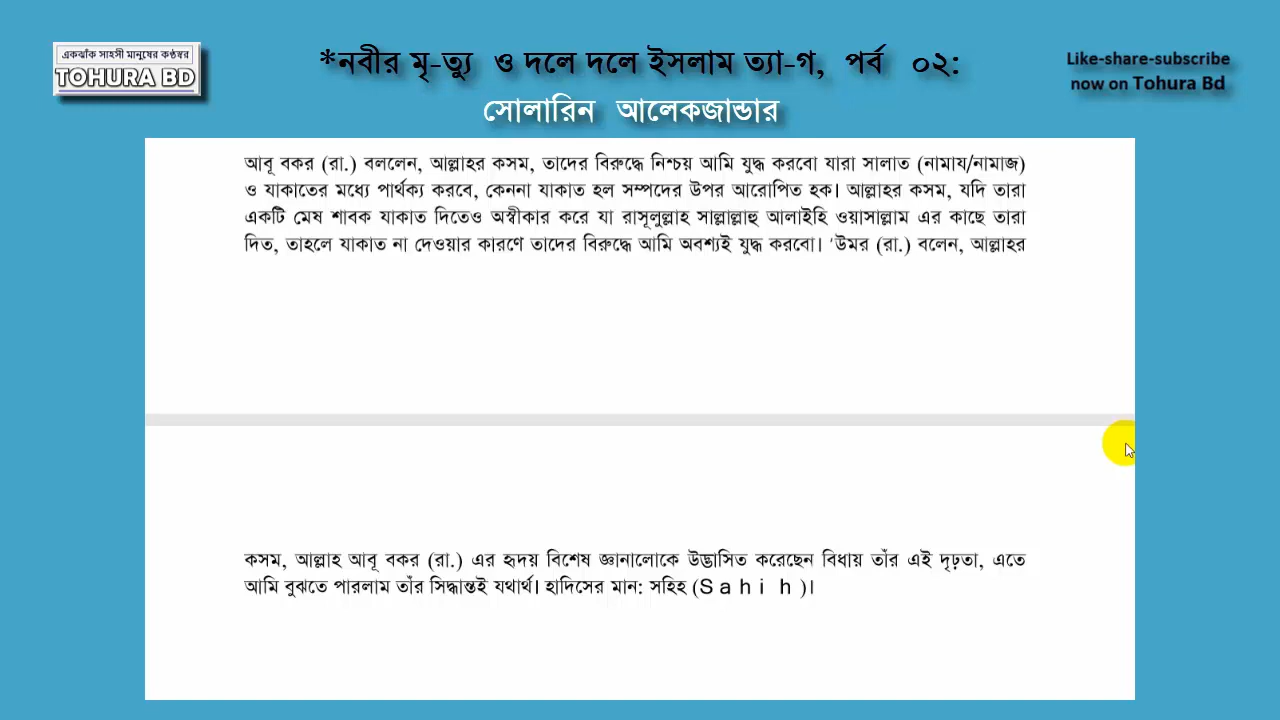 একঝাঁক সাহসী মানুষের কণ্ঠস্বর
TOHURA BD
*নবীর মৃ-ত্যু ও দলে দলে ইসলাম ত্যা-গ, পর্ব ০২:
সোলারিন আলেকজান্ডার
Like-share-subscribe
now on Tohura Bd
আবূ বকর (রা.) বললেন, আল্লাহর কসম, তাদের বিরুদ্ধে নিশ্চয় আমি যুদ্ধ করবো যারা সালাত (নামায/নামাজ)
ও যাকাতের মধ্যে পার্থক্য করবে, কেননা যাকাত হল সম্পদের উপর আরোপিত হক। আল্লাহর কসম, যদি তারা
একটি মেষ শাবক যাকাত দিতেও অস্বীকার করে যা রাসূলুল্লাহ সাল্লাল্লাহু আলাইহি ওয়াসাল্লাম এর কাছে তারা
দিত, তাহলে যাকাত না দেওয়ার কারণে তাদের বিরুদ্ধে আমি অবশ্যই যুদ্ধ করবো। 'উমর (রা.) বলেন, আল্লাহর
কসম, আল্লাহ আবূ বকর (রা.) এর হৃদয় বিশেষ জ্ঞানালোকে উদ্ভাসিত করেছেন বিধায় তাঁর এই দৃঢ়তা, এতে
আমি বুঝতে পারলাম তাঁর সিদ্ধান্তই যথার্থ। হাদিসের মান: সহিহ (Sahih)।